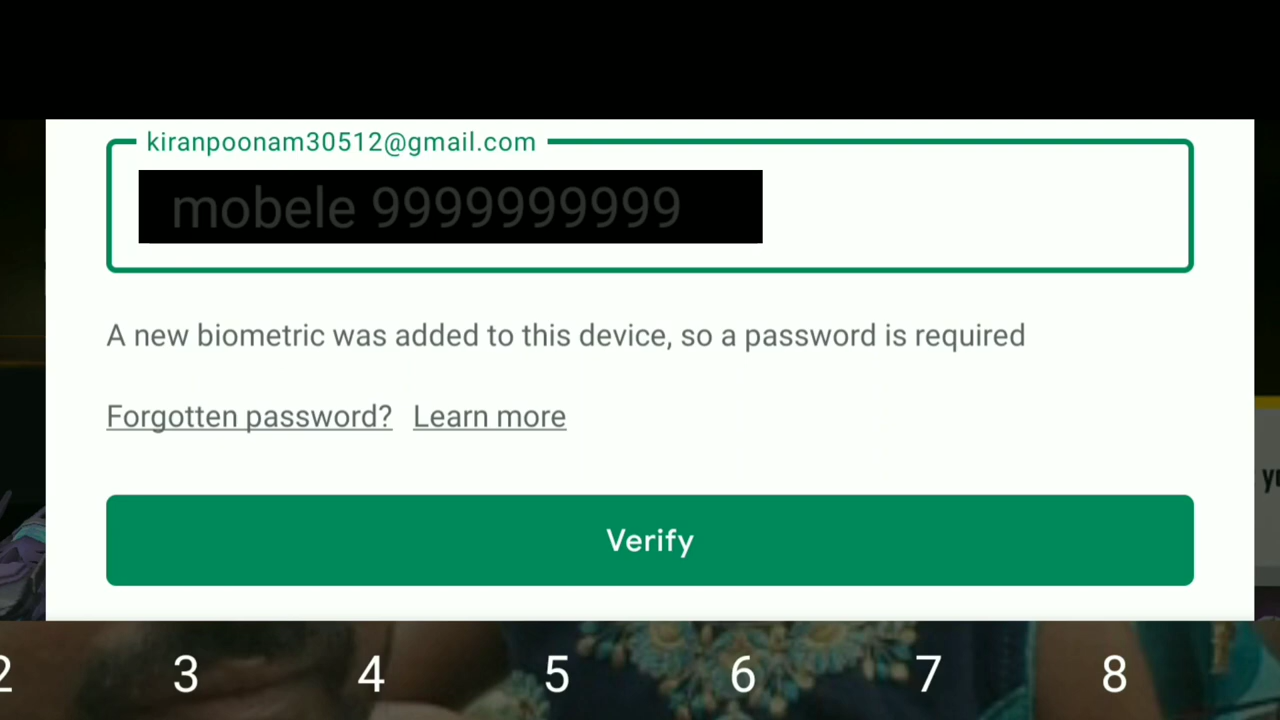 kiranpoonam30512@gmail.com
mobele 9999999999
A new biometric was added to this device, so a password is required
Forgotten password? Learn more
Verify
2 3 4 5 6 7 8